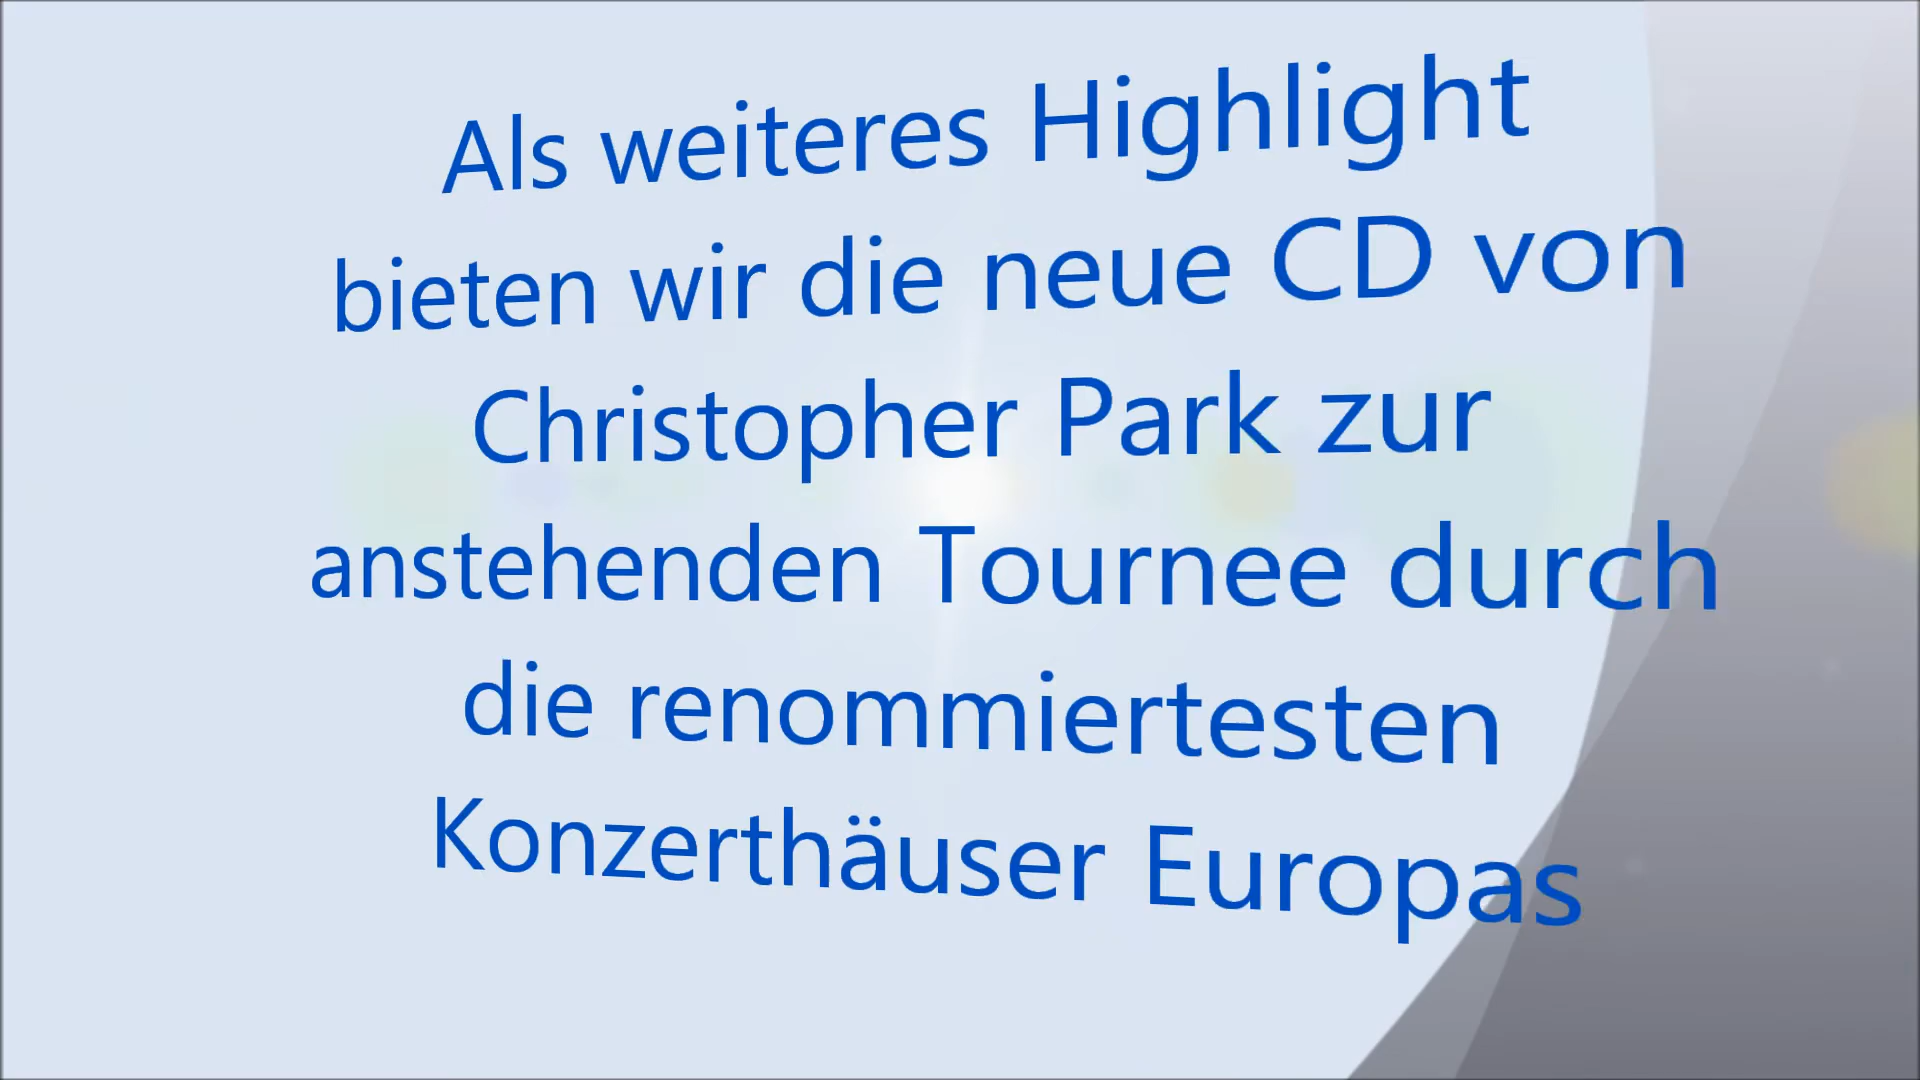 Als weiteres Highlight
bieten wir die neue CD von
Christopher Park zur
anstehenden Tournee durch
die renommiertesten
Konzerthäuser Europas